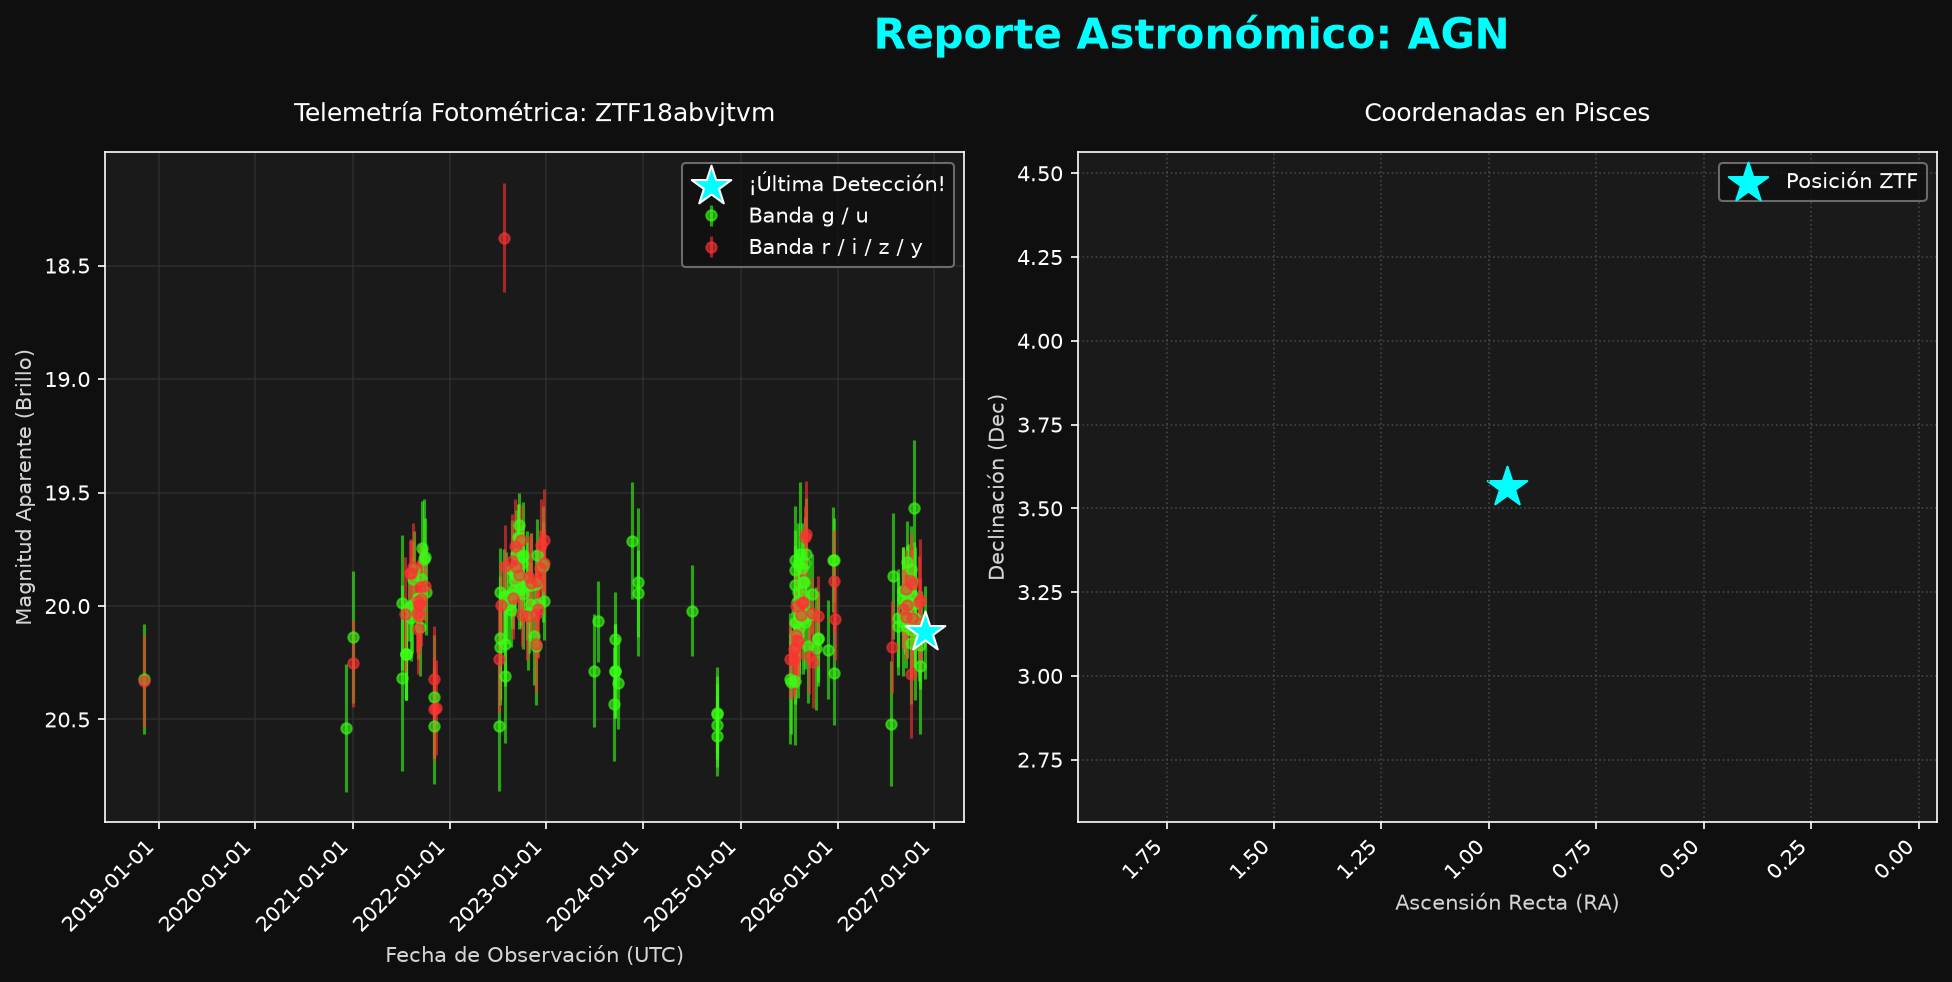 Reporte Astronómico: AGN
Telemetría Fotométrica: ZTF18abvjtvm
¡Última Detección!
Banda g / u
Banda r / i / z / y
Magnitud Aparente (Brillo)
18.5
19.0
19.5
20.0
20.5
2019-01-01
2020-01-01
2021-01-01
2022-01-01
2023-01-01
2024-01-01
2025-01-01
2026-01-01
2027-01-01
Fecha de Observación (UTC)
Coordenadas en Pisces
Posición ZTF
Declinación (Dec)
4.50
4.25
4.00
3.75
3.50
3.25
3.00
2.75
1.75
1.50
1.25
1.00
0.75
0.50
0.25
0.00
Ascensión Recta (RA)